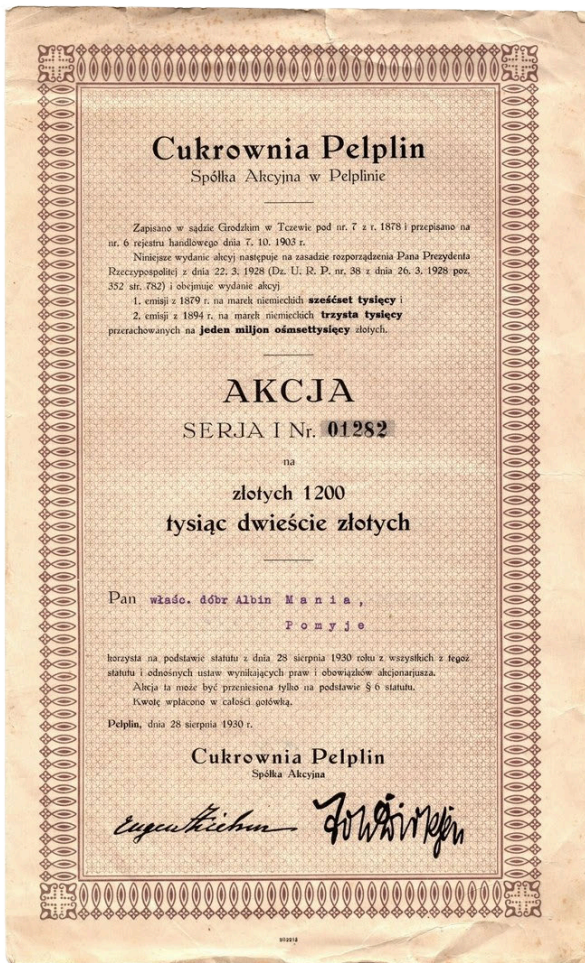 Cukrownia Pelplin
Spółka Akcyjna w Pelplinie
Zapisano w sądzie Grodzkim w Tczewie pod nr. 7 z r. 1878 i przepisano na
nr. 6 rejestru handlowego dnia 7. 10. 1903 r.
Niniejsze wydanie akcyj następuje na zasadzie rozporządzenia Pana Prezydenta
Rzeczypospolitej z dnia 22. 3. 1928 (Dz. U. R. P. nr. 38 z dnia 26. 3. 1928 poz.
352 str. 782) i obejmuje wydanie akcyj
1. emisji z 1879 r. na marek niemieckich sześćset tysięcy i
2. emisji z 1894 r. na marek niemieckich trzysta tysięcy
przerachowanych na jeden miljon ośmsettysięcy złotych.
AKCJA
SERJA I Nr. 01282
na
złotych 1200
tysiąc dwieście złotych
Pan właśc. dóbr Albin Mania,
Pomyje
korzysta na podstawie statutu z dnia 28 sierpnia 1930 roku z wszystkich z tegoż
statutu i odnośnych ustaw wynikających praw i obowiązków akcjonarjusza.
Akcja ta może być przeniesiona tylko na podstawie § 6 statutu.
Kwotę wpłacono w całości gotówką.
Pelplin, dnia 28 sierpnia 1930 r.
Cukrownia Pelplin
Spółka Akcyjna